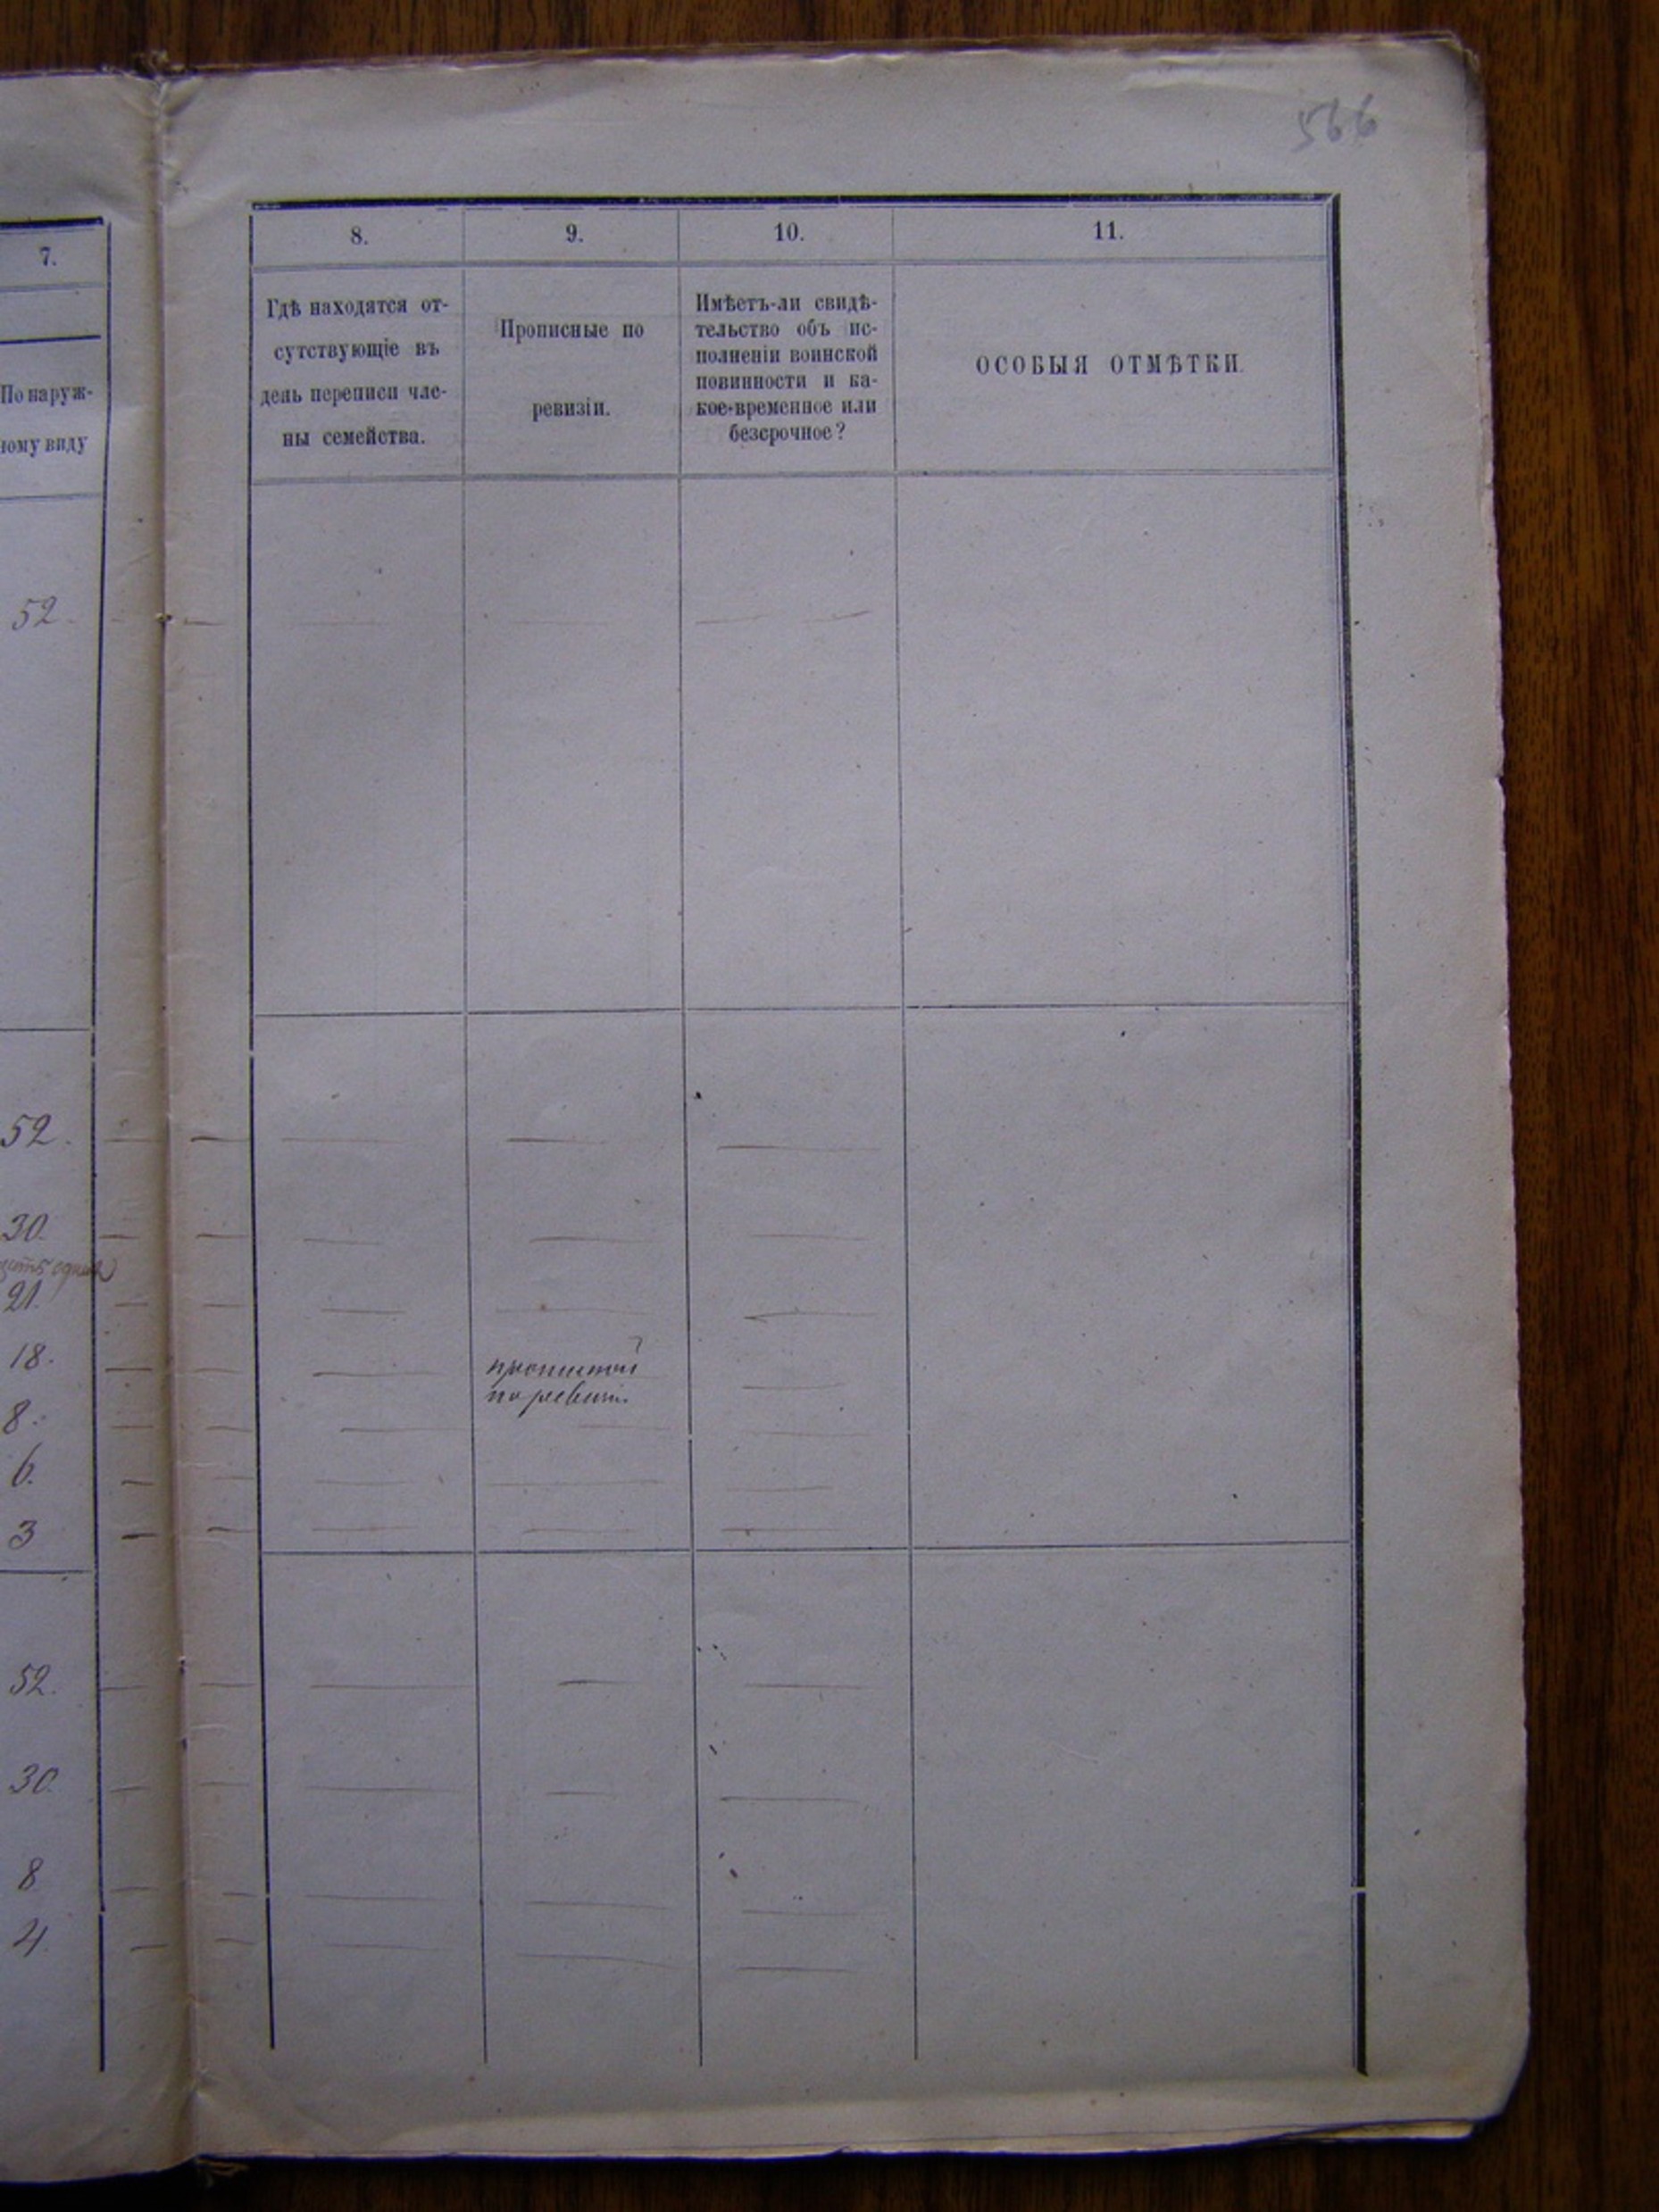 566
7.
По наруж-
ному виду
52.
52.
30.
21.
18.
8.
6.
3
52.
30.
8
4.
8.
9.
10.
11.
Гдѣ находятся от-
сутствующіе въ
день переписи чле-
ны семейства.
Прописные по
ревизіи.
Имѣетъ-ли свидѣ-
тельство объ ис-
полненіи воинской
повинности и ка-
кое-временное или
безсрочное?
ОСОБЫЯ ОТМѢТКИ.
по ревизіи.